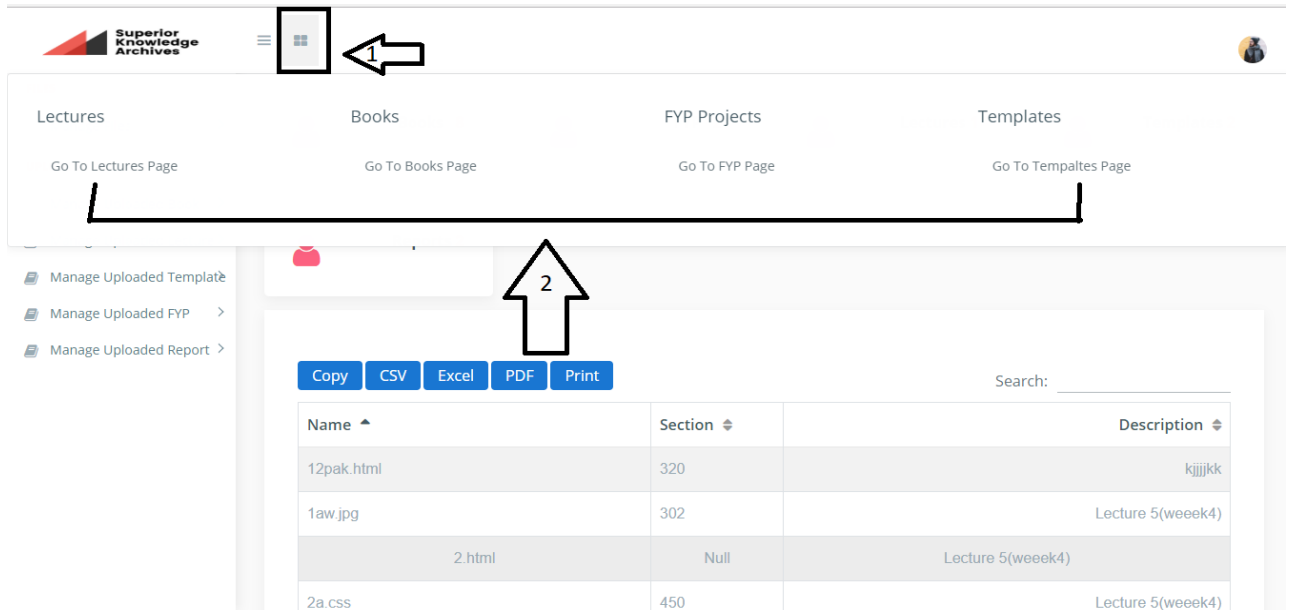 Superior
Knowledge
Archives
1
Lectures Books FYP Projects Templates
Go To Lectures Page Go To Books Page Go To FYP Page Go To Tempaltes Page
Manage Uploaded Template
2
Manage Uploaded FYP
Manage Uploaded Report
Copy CSV Excel PDF Print
Search:
Name Section Description
12pak.html 320 kjjjjkk
1aw.jpg 302 Lecture 5(weeek4)
2.html Null Lecture 5(weeek4)
2a.css 450 Lecture 5(weeek4)